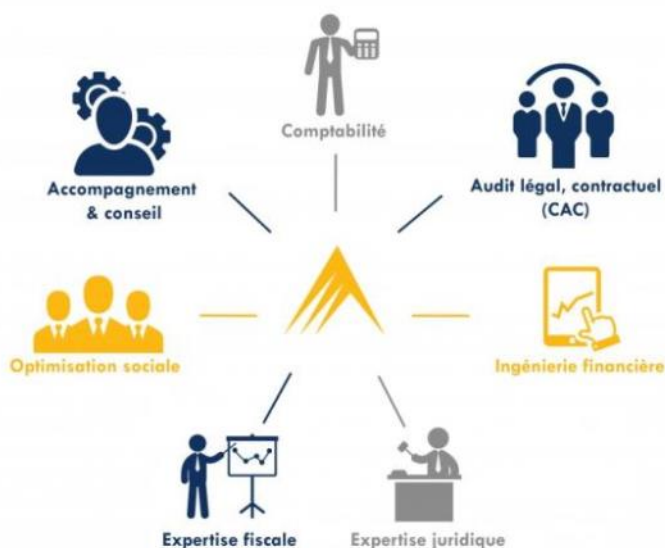 Comptabilité
Accompagnement
& conseil
Audit légal, contractuel
(CAC)
Optimisation sociale
Ingénierie financière
Expertise fiscale
Expertise juridique